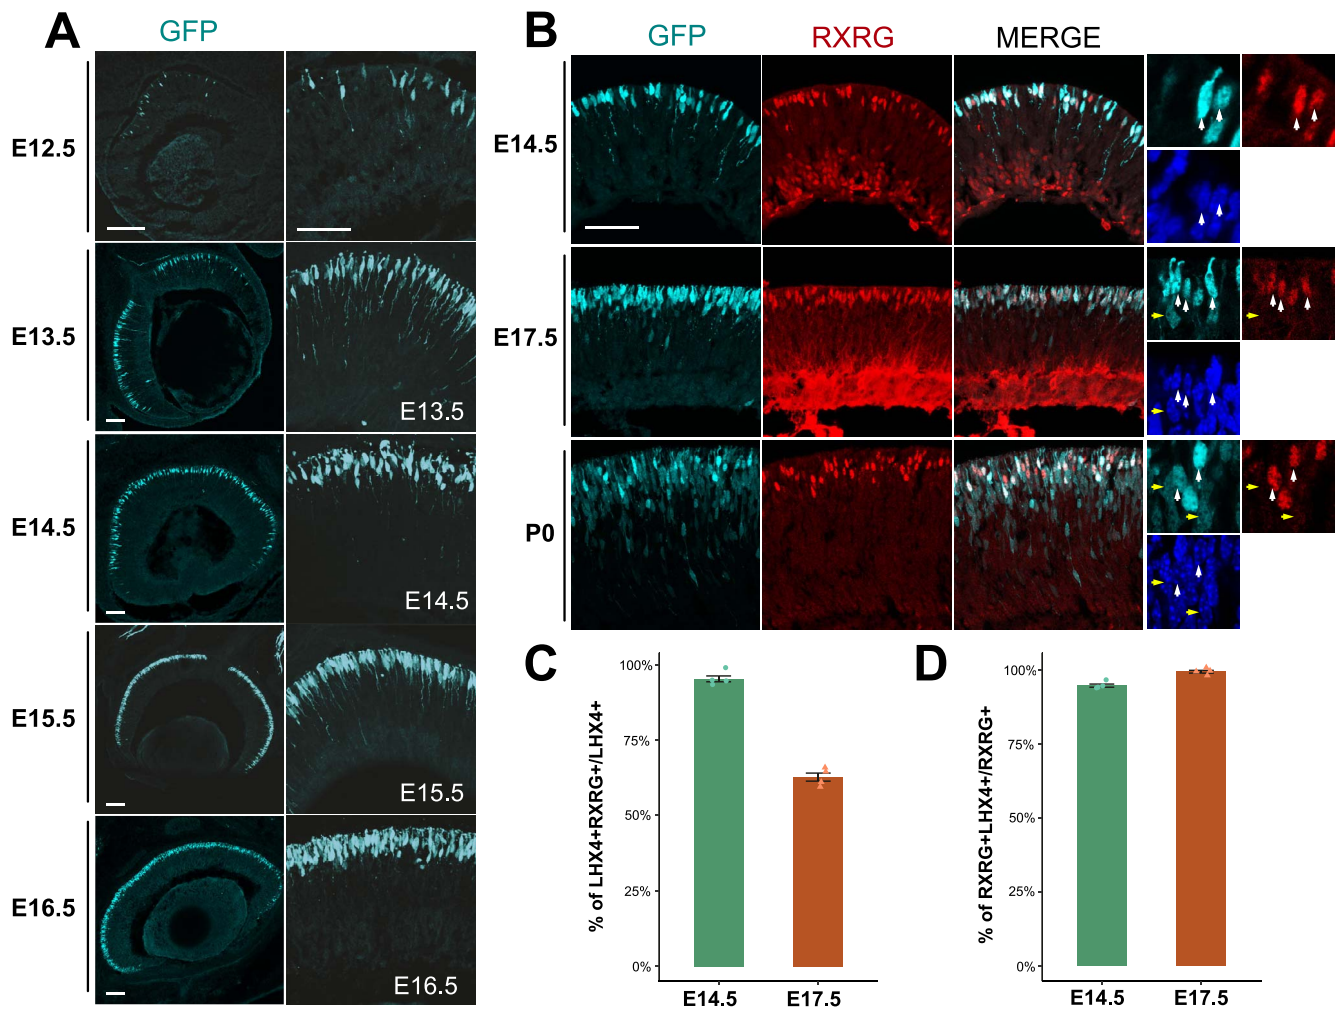 A
GFP
E12.5
E13.5
E13.5
E14.5
E14.5
E15.5
E15.5
E16.5
E16.5
B
GFP RXRG MERGE
E14.5
E17.5
P0
C
% of LHX4+RXRG+/LHX4+
100%
75%
50%
25%
0%
E14.5 E17.5
D
% of RXRG+LHX4+/RXRG+
100%
75%
50%
25%
0%
E14.5 E17.5